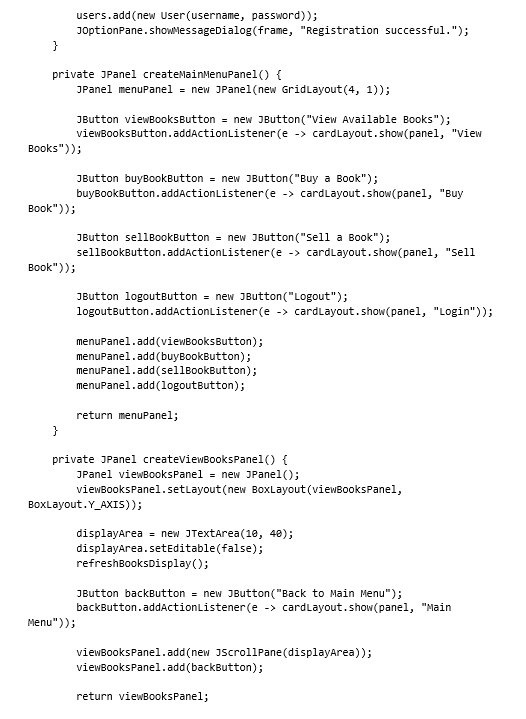 users.add(new User(username, password));
        JOptionPane.showMessageDialog(frame, "Registration successful.");
    }

    private JPanel createMainMenuPanel() {
        JPanel menuPanel = new JPanel(new GridLayout(4, 1));

        JButton viewBooksButton = new JButton("View Available Books");
        viewBooksButton.addActionListener(e -> cardLayout.show(panel, "View
Books"));

        JButton buyBookButton = new JButton("Buy a Book");
        buyBookButton.addActionListener(e -> cardLayout.show(panel, "Buy
Book"));

        JButton sellBookButton = new JButton("Sell a Book");
        sellBookButton.addActionListener(e -> cardLayout.show(panel, "Sell
Book"));

        JButton logoutButton = new JButton("Logout");
        logoutButton.addActionListener(e -> cardLayout.show(panel, "Login"));

        menuPanel.add(viewBooksButton);
        menuPanel.add(buyBookButton);
        menuPanel.add(sellBookButton);
        menuPanel.add(logoutButton);

        return menuPanel;
    }

    private JPanel createViewBooksPanel() {
        JPanel viewBooksPanel = new JPanel();
        viewBooksPanel.setLayout(new BoxLayout(viewBooksPanel,
BoxLayout.Y_AXIS));

        displayArea = new JTextArea(10, 40);
        displayArea.setEditable(false);
        refreshBooksDisplay();

        JButton backButton = new JButton("Back to Main Menu");
        backButton.addActionListener(e -> cardLayout.show(panel, "Main
Menu"));

        viewBooksPanel.add(new JScrollPane(displayArea));
        viewBooksPanel.add(backButton);

        return viewBooksPanel;